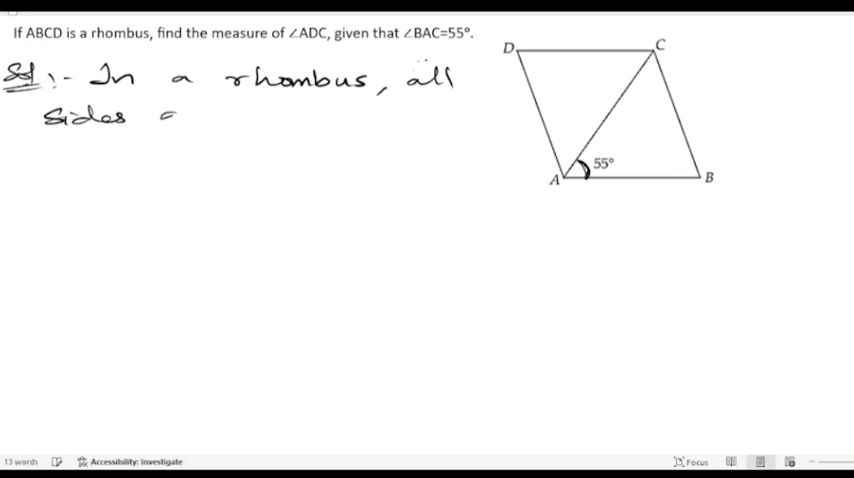 If ABCD is a rhombus, find the measure of ∠ADC, given that ∠BAC=55°.
Sol :- In a rhombus, all
sides
D
C
55°
A
B
13 words
Accessibility: Investigate
Focus